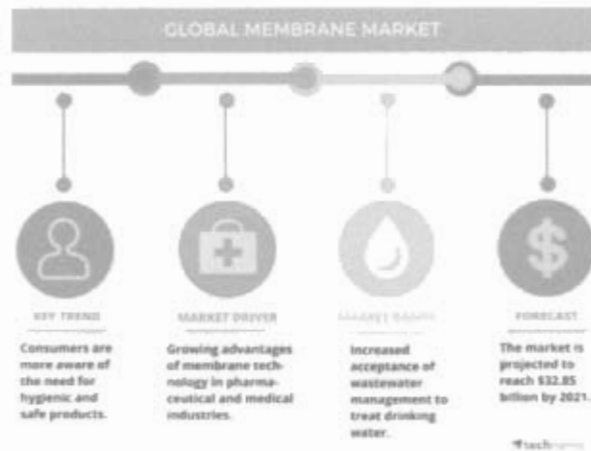 GLOBAL MEMBRANE MARKET
KEY TREND
Consumers are
more aware of
the need for
hygienic and
safe products.
MARKET DRIVER
Growing advantages
of membrane tech-
nology in pharma-
ceutical and medical
industries.
MARKET
Increased
acceptance of
wastewater
management to
treat drinking
water.
FORECAST
The market is
projected to
reach $32.85
billion by 2021.
tech